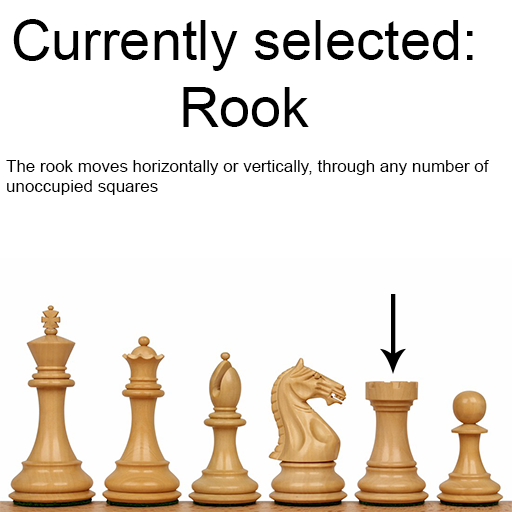 Currently selected:
Rook
The rook moves horizontally or vertically, through any number of
unoccupied squares